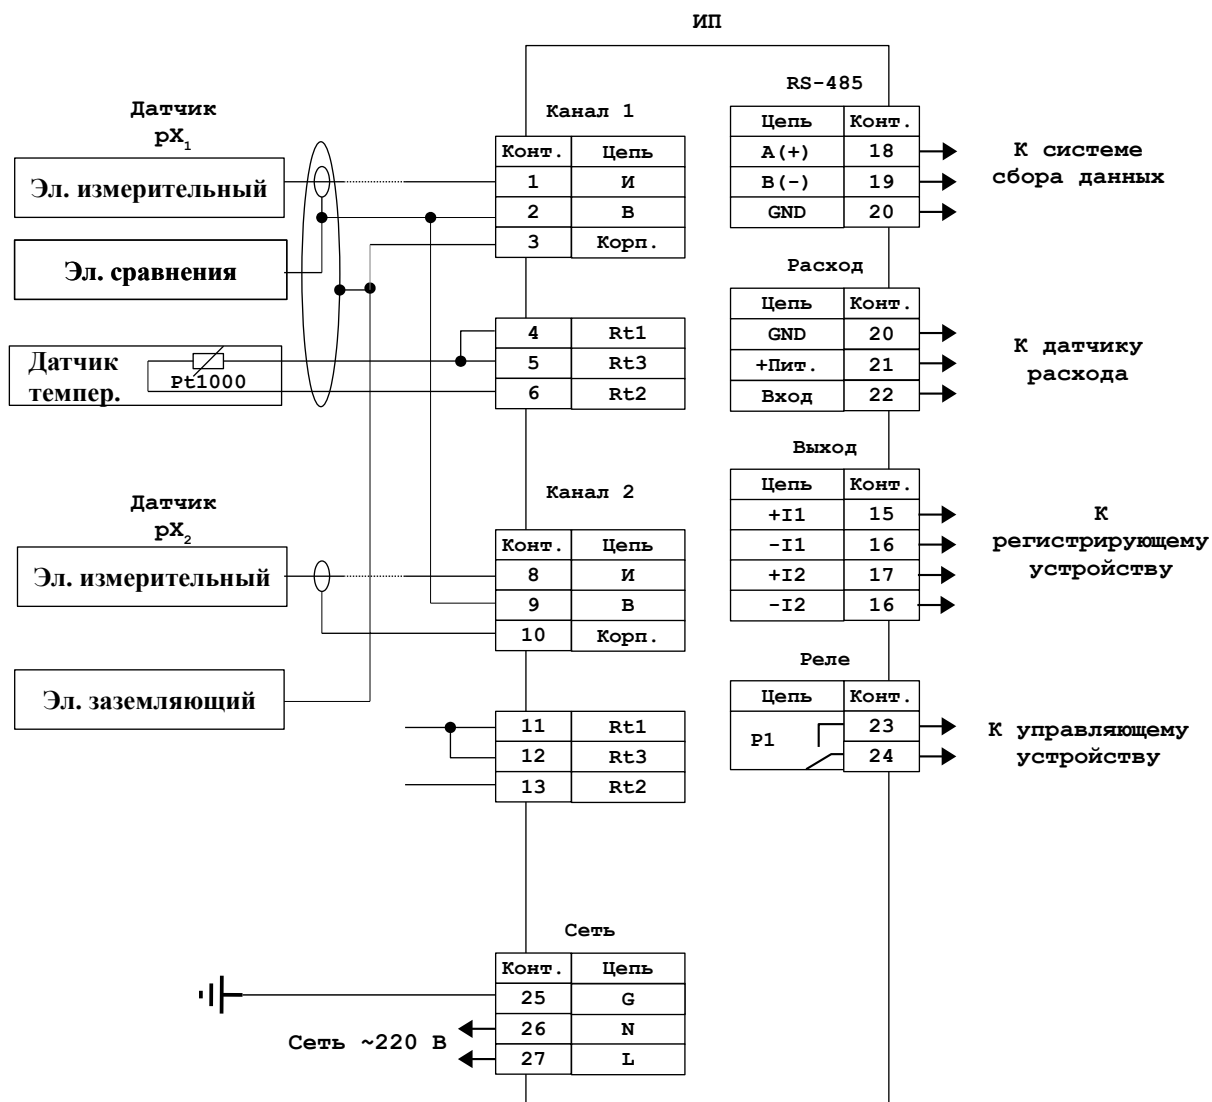 ИП
Датчик
pX1
Эл. измерительный
Эл. сравнения
Датчик
темпер.
Pt1000
Канал 1
Конт. Цепь
1 И
2 В
3 Корп.
4 Rt1
5 Rt3
6 Rt2
Датчик
pX2
Эл. измерительный
Эл. заземляющий
Канал 2
Конт. Цепь
8 И
9 В
10 Корп.
11 Rt1
12 Rt3
13 Rt2
Сеть
Конт. Цепь
25 G
26 N
27 L
Сеть ~220 В
RS-485
Цепь Конт.
A(+) 18
B(-) 19
GND 20
К системе
сбора данных
Расход
Цепь Конт.
GND 20
+Пит. 21
Вход 22
К датчику
расхода
Выход
Цепь Конт.
+I1 15
-I1 16
+I2 17
-I2 16
К
регистрирующему
устройству
Реле
Цепь Конт.
P1 23
24
К управляющему
устройству